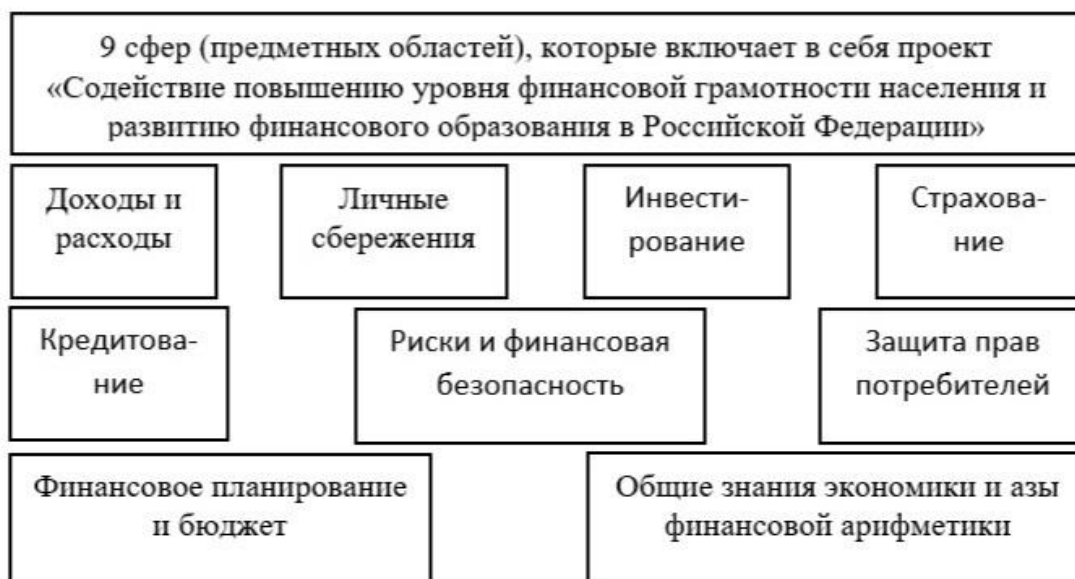 9 сфер (предметных областей), которые включает в себя проект
«Содействие повышению уровня финансовой грамотности населения и
развитию финансового образования в Российской Федерации»
Доходы и
расходы
Личные
сбережения
Инвести-
рование
Страхова-
ние
Кредитова-
ние
Риски и финансовая
безопасность
Защита прав
потребителей
Финансовое планирование
и бюджет
Общие знания экономики и азы
финансовой арифметики